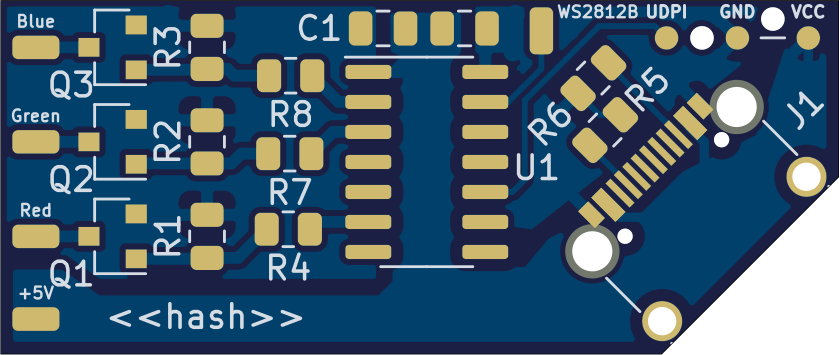 Blue
Q3
R3
C1
WS2812B
UDPI
GND
VCC
R8
R6
R5
J1
Green
Q2
R2
R7
U1
Red
Q1
R1
R4
+5V
<<hash>>